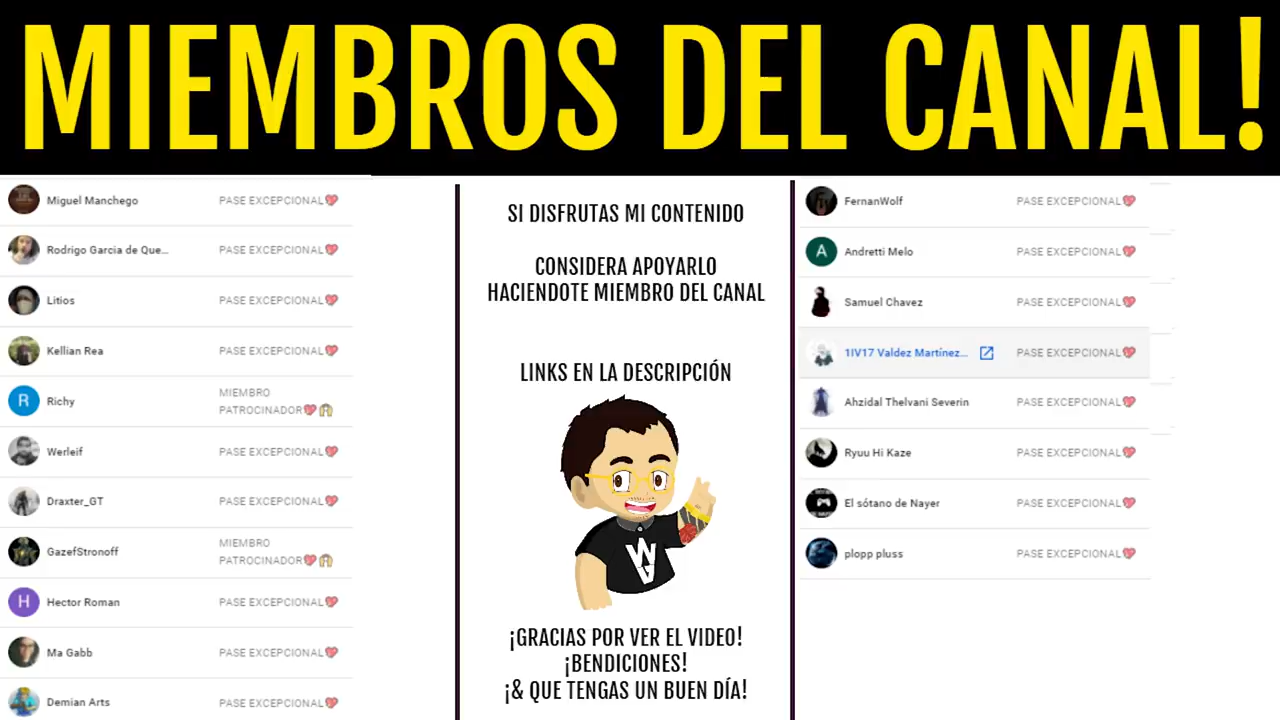 MIEMBROS DEL CANAL!
Miguel Manchego PASE EXCEPCIONAL💖
Rodrigo Garcia de Que... PASE EXCEPCIONAL💖
Litios PASE EXCEPCIONAL💖
Kellian Rea PASE EXCEPCIONAL💖
R Richy MIEMBRO
PATROCINADOR💖🙌
Werleif PASE EXCEPCIONAL💖
Draxter_GT PASE EXCEPCIONAL💖
GazefStronoff MIEMBRO
PATROCINADOR💖🙌
H Hector Roman PASE EXCEPCIONAL💖
Ma Gabb PASE EXCEPCIONAL💖
Demian Arts PASE EXCEPCIONAL💖
SI DISFRUTAS MI CONTENIDO
CONSIDERA APOYARLO
HACIENDOTE MIEMBRO DEL CANAL
LINKS EN LA DESCRIPCIÓN
¡GRACIAS POR VER EL VIDEO!
¡BENDICIONES!
¡& QUE TENGAS UN BUEN DÍA!
FernanWolf PASE EXCEPCIONAL💖
A Andretti Melo PASE EXCEPCIONAL💖
Samuel Chavez PASE EXCEPCIONAL💖
1IV17 Valdez Martínez... PASE EXCEPCIONAL💖
Ahzidal Thelvani Severin PASE EXCEPCIONAL💖
Ryuu Hi Kaze PASE EXCEPCIONAL💖
El sótano de Nayer PASE EXCEPCIONAL💖
plopp pluss PASE EXCEPCIONAL💖